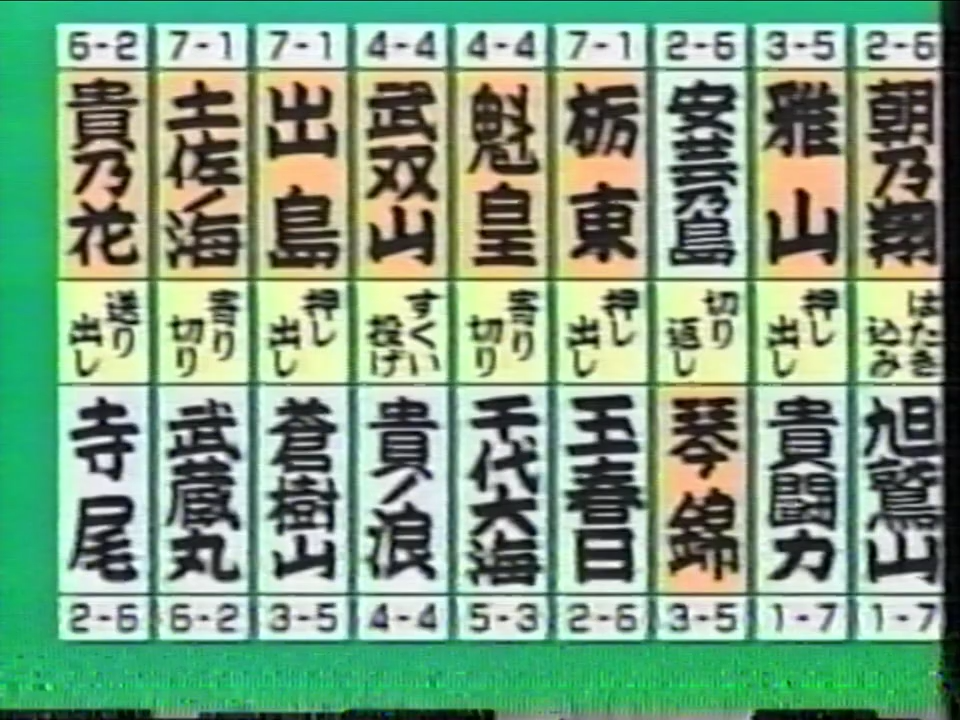 6-2 7-1 7-1 4-4 4-4 7-1 2-6 3-5 2-6
貴乃花 土佐ノ海 出島 武双山 魁皇 栃東 安芸乃島 雅山 朝乃翔
送り出し 寄り切り 押し出し すくい投げ 寄り切り 押し出し 切り返し 押し出し はたき込み
寺尾 武蔵丸 蒼樹山 貴ノ浪 千代大海 玉春日 琴錦 貴闘力 旭鷲山
2-6 6-2 3-5 4-4 5-3 2-6 3-5 1-7 1-7